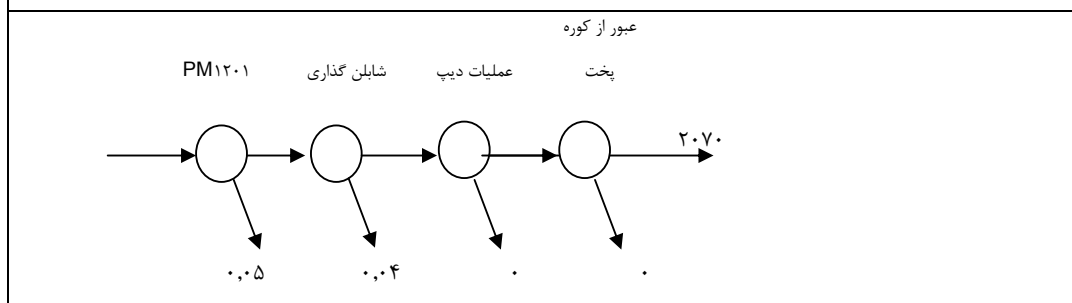 عبور از کوره
PM۱۲۰۱ شابلن گذاری عملیات دیپ پخت
۲۰۷۰
۰,۰۵ ۰,۰۴ ۰ ۰